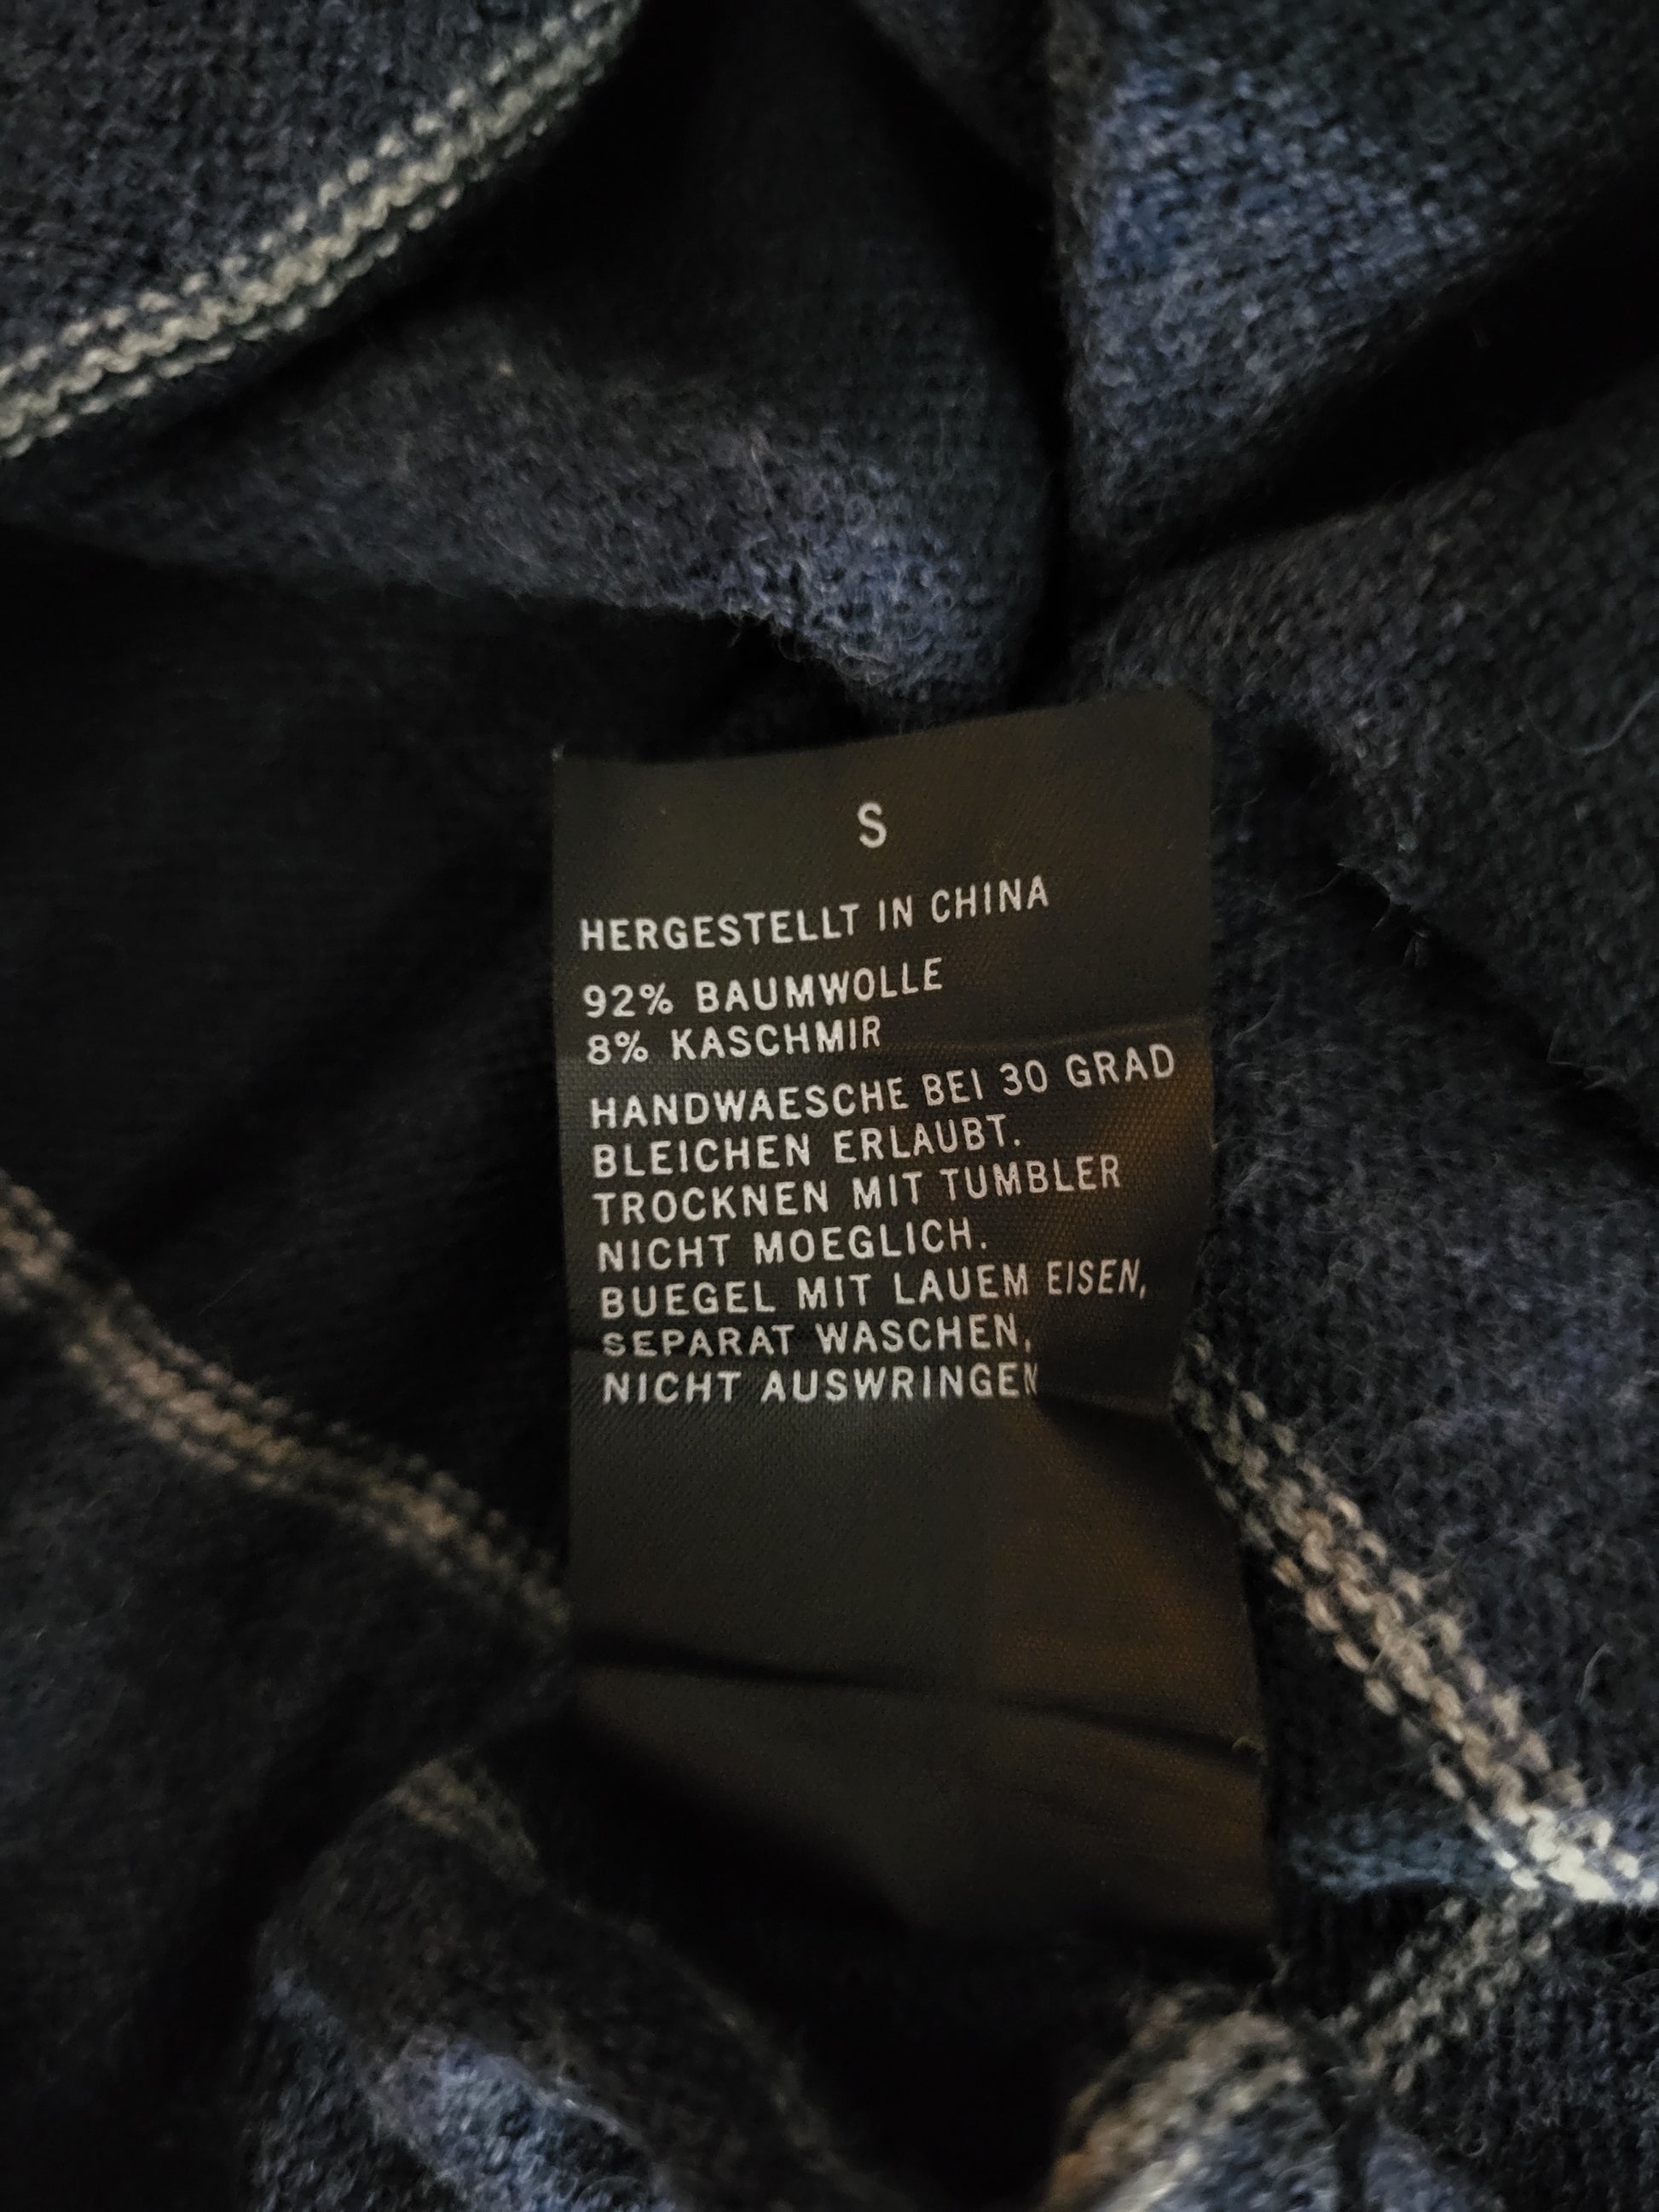 S
HERGESTELLT IN CHINA
92% BAUMWOLLE
8% KASCHMIR
HANDWAESCHE BEI 30 GRAD
BLEICHEN ERLAUBT.
TROCKNEN MIT TUMBLER
NICHT MOEGLICH.
BUEGEL MIT LAUEM EISEN,
SEPARAT WASCHEN,
NICHT AUSWRINGEN